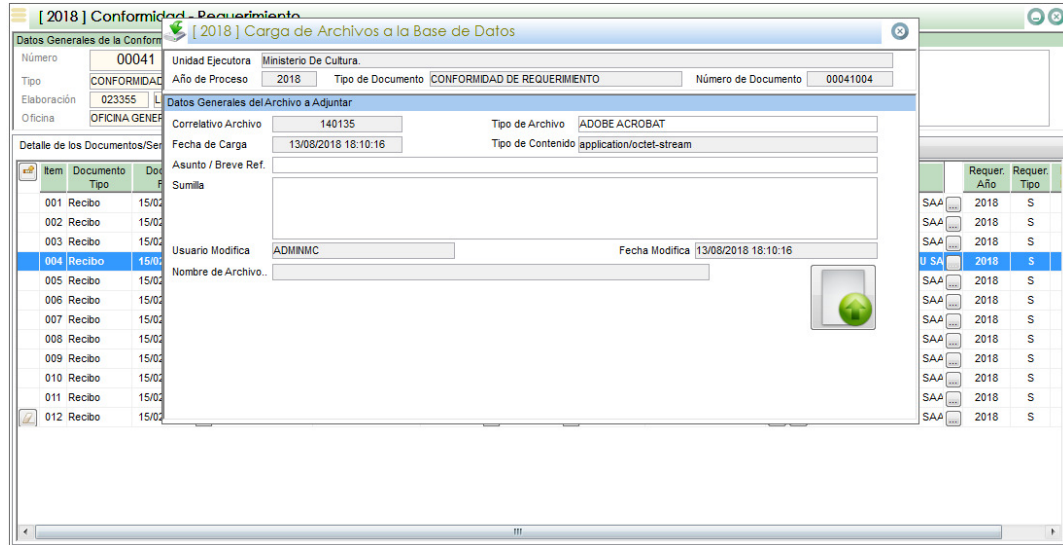 [ 2018 ] Conformidad - Requerimiento
[ 2018 ] Carga de Archivos a la Base de Datos
Datos Generales de la Conform
Número 00041
Tipo CONFORMIDAD
Elaboración 023355
Oficina OFICINA GENER
Unidad Ejecutora Ministerio De Cultura.
Año de Proceso 2018 Tipo de Documento CONFORMIDAD DE REQUERIMIENTO Número de Documento 00041004
Datos Generales del Archivo a Adjuntar
Correlativo Archivo 140135 Tipo de Archivo ADOBE ACROBAT
Fecha de Carga 13/08/2018 18:10:16 Tipo de Contenido application/octet-stream
Asunto / Breve Ref.
Sumilla
Usuario Modifica ADMINMC Fecha Modifica 13/08/2018 18:10:16
Nombre de Archivo..
Detalle de los Documentos/Ser
Item Documento Tipo Requer. Año Requer. Tipo
001 Recibo 15/02 SAA ... 2018 S
002 Recibo 15/02 SAA ... 2018 S
003 Recibo 15/02 SAA ... 2018 S
004 Recibo 15/02 U SA ... 2018 S
005 Recibo 15/02 SAA ... 2018 S
006 Recibo 15/02 SAA ... 2018 S
007 Recibo 15/02 SAA ... 2018 S
008 Recibo 15/02 SAA ... 2018 S
009 Recibo 15/02 SAA ... 2018 S
010 Recibo 15/02 SAA ... 2018 S
011 Recibo 15/02 SAA ... 2018 S
012 Recibo 15/02 SAA ... 2018 S